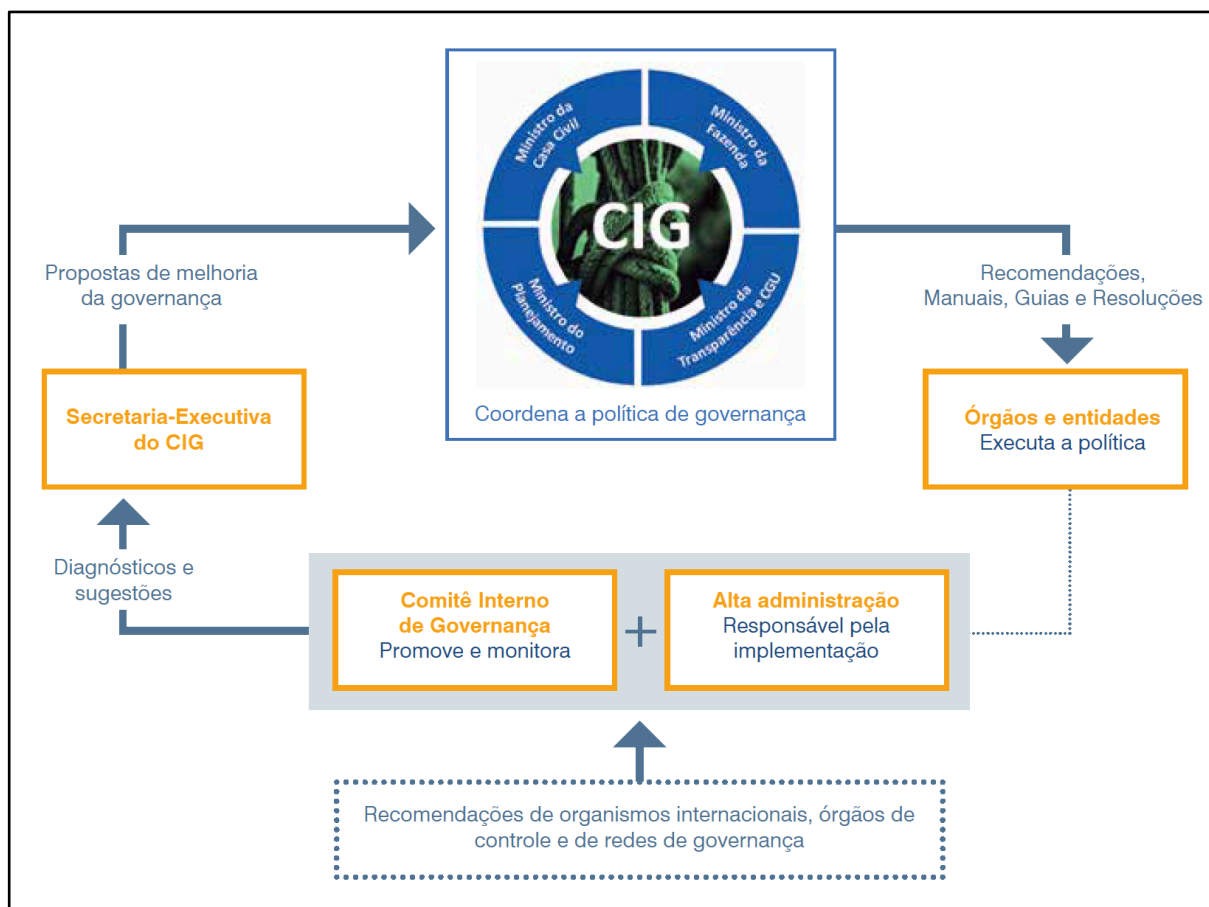 Ministro da
Casa Civil
Ministro da
Fazenda
CIG
Ministro do
Planejamento
Ministro da
Transparência e CGU
Coordena a política de governança
Propostas de melhoria
da governança
Recomendações,
Manuais, Guias e Resoluções
Secretaria-Executiva
do CIG
Órgãos e entidades
Executa a política
Diagnósticos e
sugestões
Comitê Interno
de Governança
Promove e monitora
+
Alta administração
Responsável pela
implementação
Recomendações de organismos internacionais, órgãos de
controle e de redes de governança